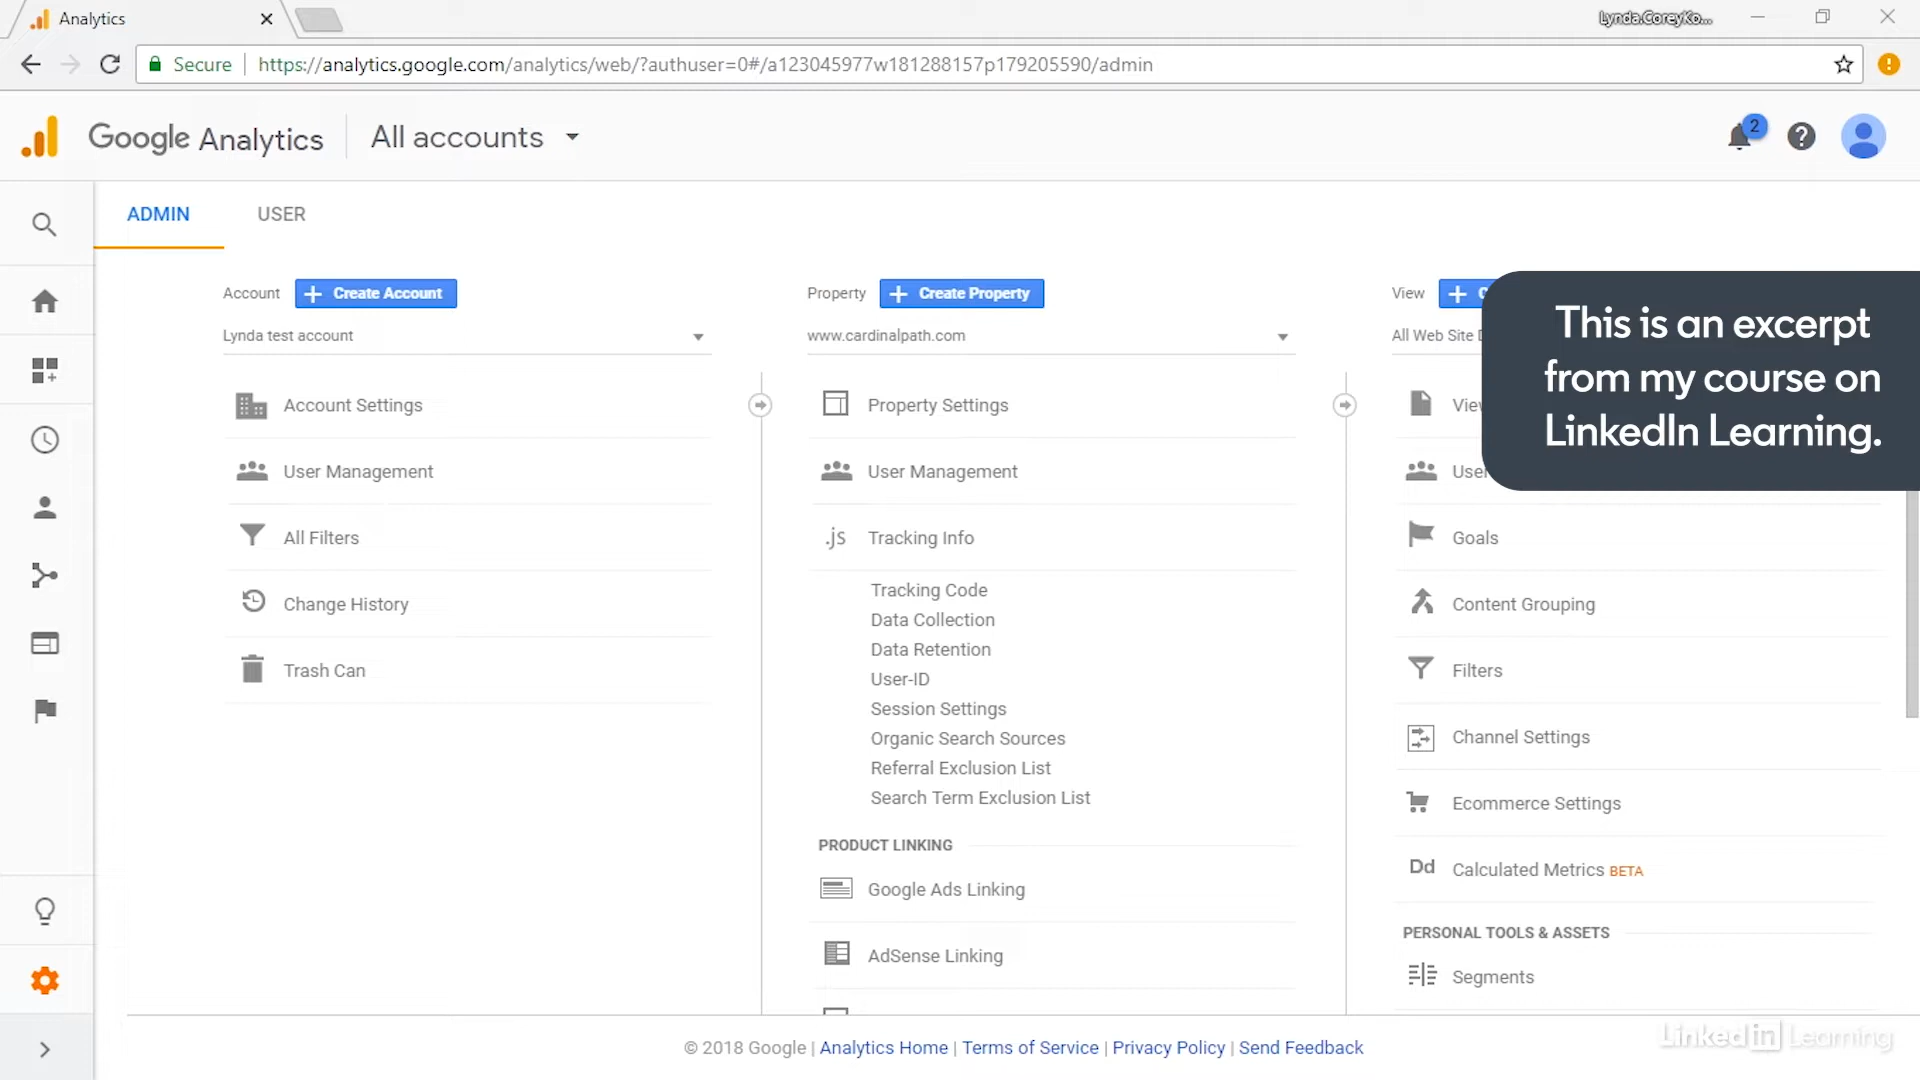 Analytics
Lynda.CoreyKo...
Secure
https://analytics.google.com/analytics/web/?authuser=0#/a123045977w181288157p179205590/admin
Google Analytics
All accounts
2
ADMIN
USER
Account
Create Account
Lynda test account
Account Settings
User Management
All Filters
Change History
Trash Can
Property
Create Property
www.cardinalpath.com
Property Settings
User Management
.js Tracking Info
Tracking Code
Data Collection
Data Retention
User-ID
Session Settings
Organic Search Sources
Referral Exclusion List
Search Term Exclusion List
PRODUCT LINKING
Google Ads Linking
AdSense Linking
View
All Web Site
Goals
Content Grouping
Filters
Channel Settings
Ecommerce Settings
Dd Calculated Metrics BETA
PERSONAL TOOLS & ASSETS
Segments
This is an excerpt
from my course on
LinkedIn Learning.
© 2018 Google | Analytics Home | Terms of Service | Privacy Policy | Send Feedback
Linked in Learning